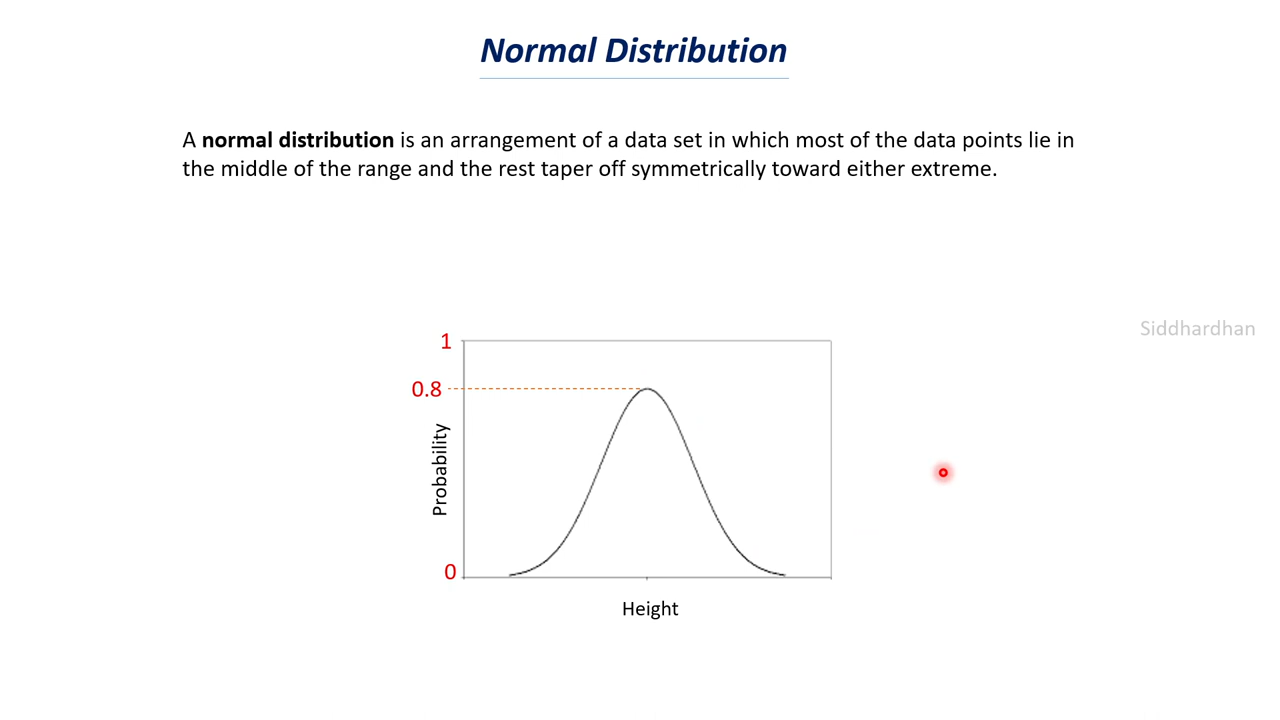 Normal Distribution
A normal distribution is an arrangement of a data set in which most of the data points lie in
the middle of the range and the rest taper off symmetrically toward either extreme.
Siddhardhan
1
0.8
Probability
0
Height